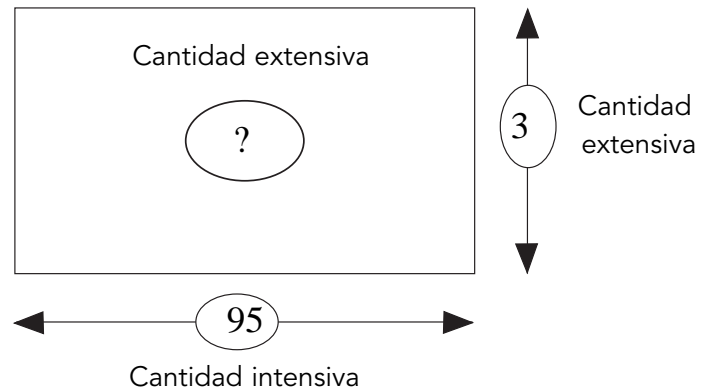 Cantidad extensiva
?
3
Cantidad
extensiva
95
Cantidad intensiva